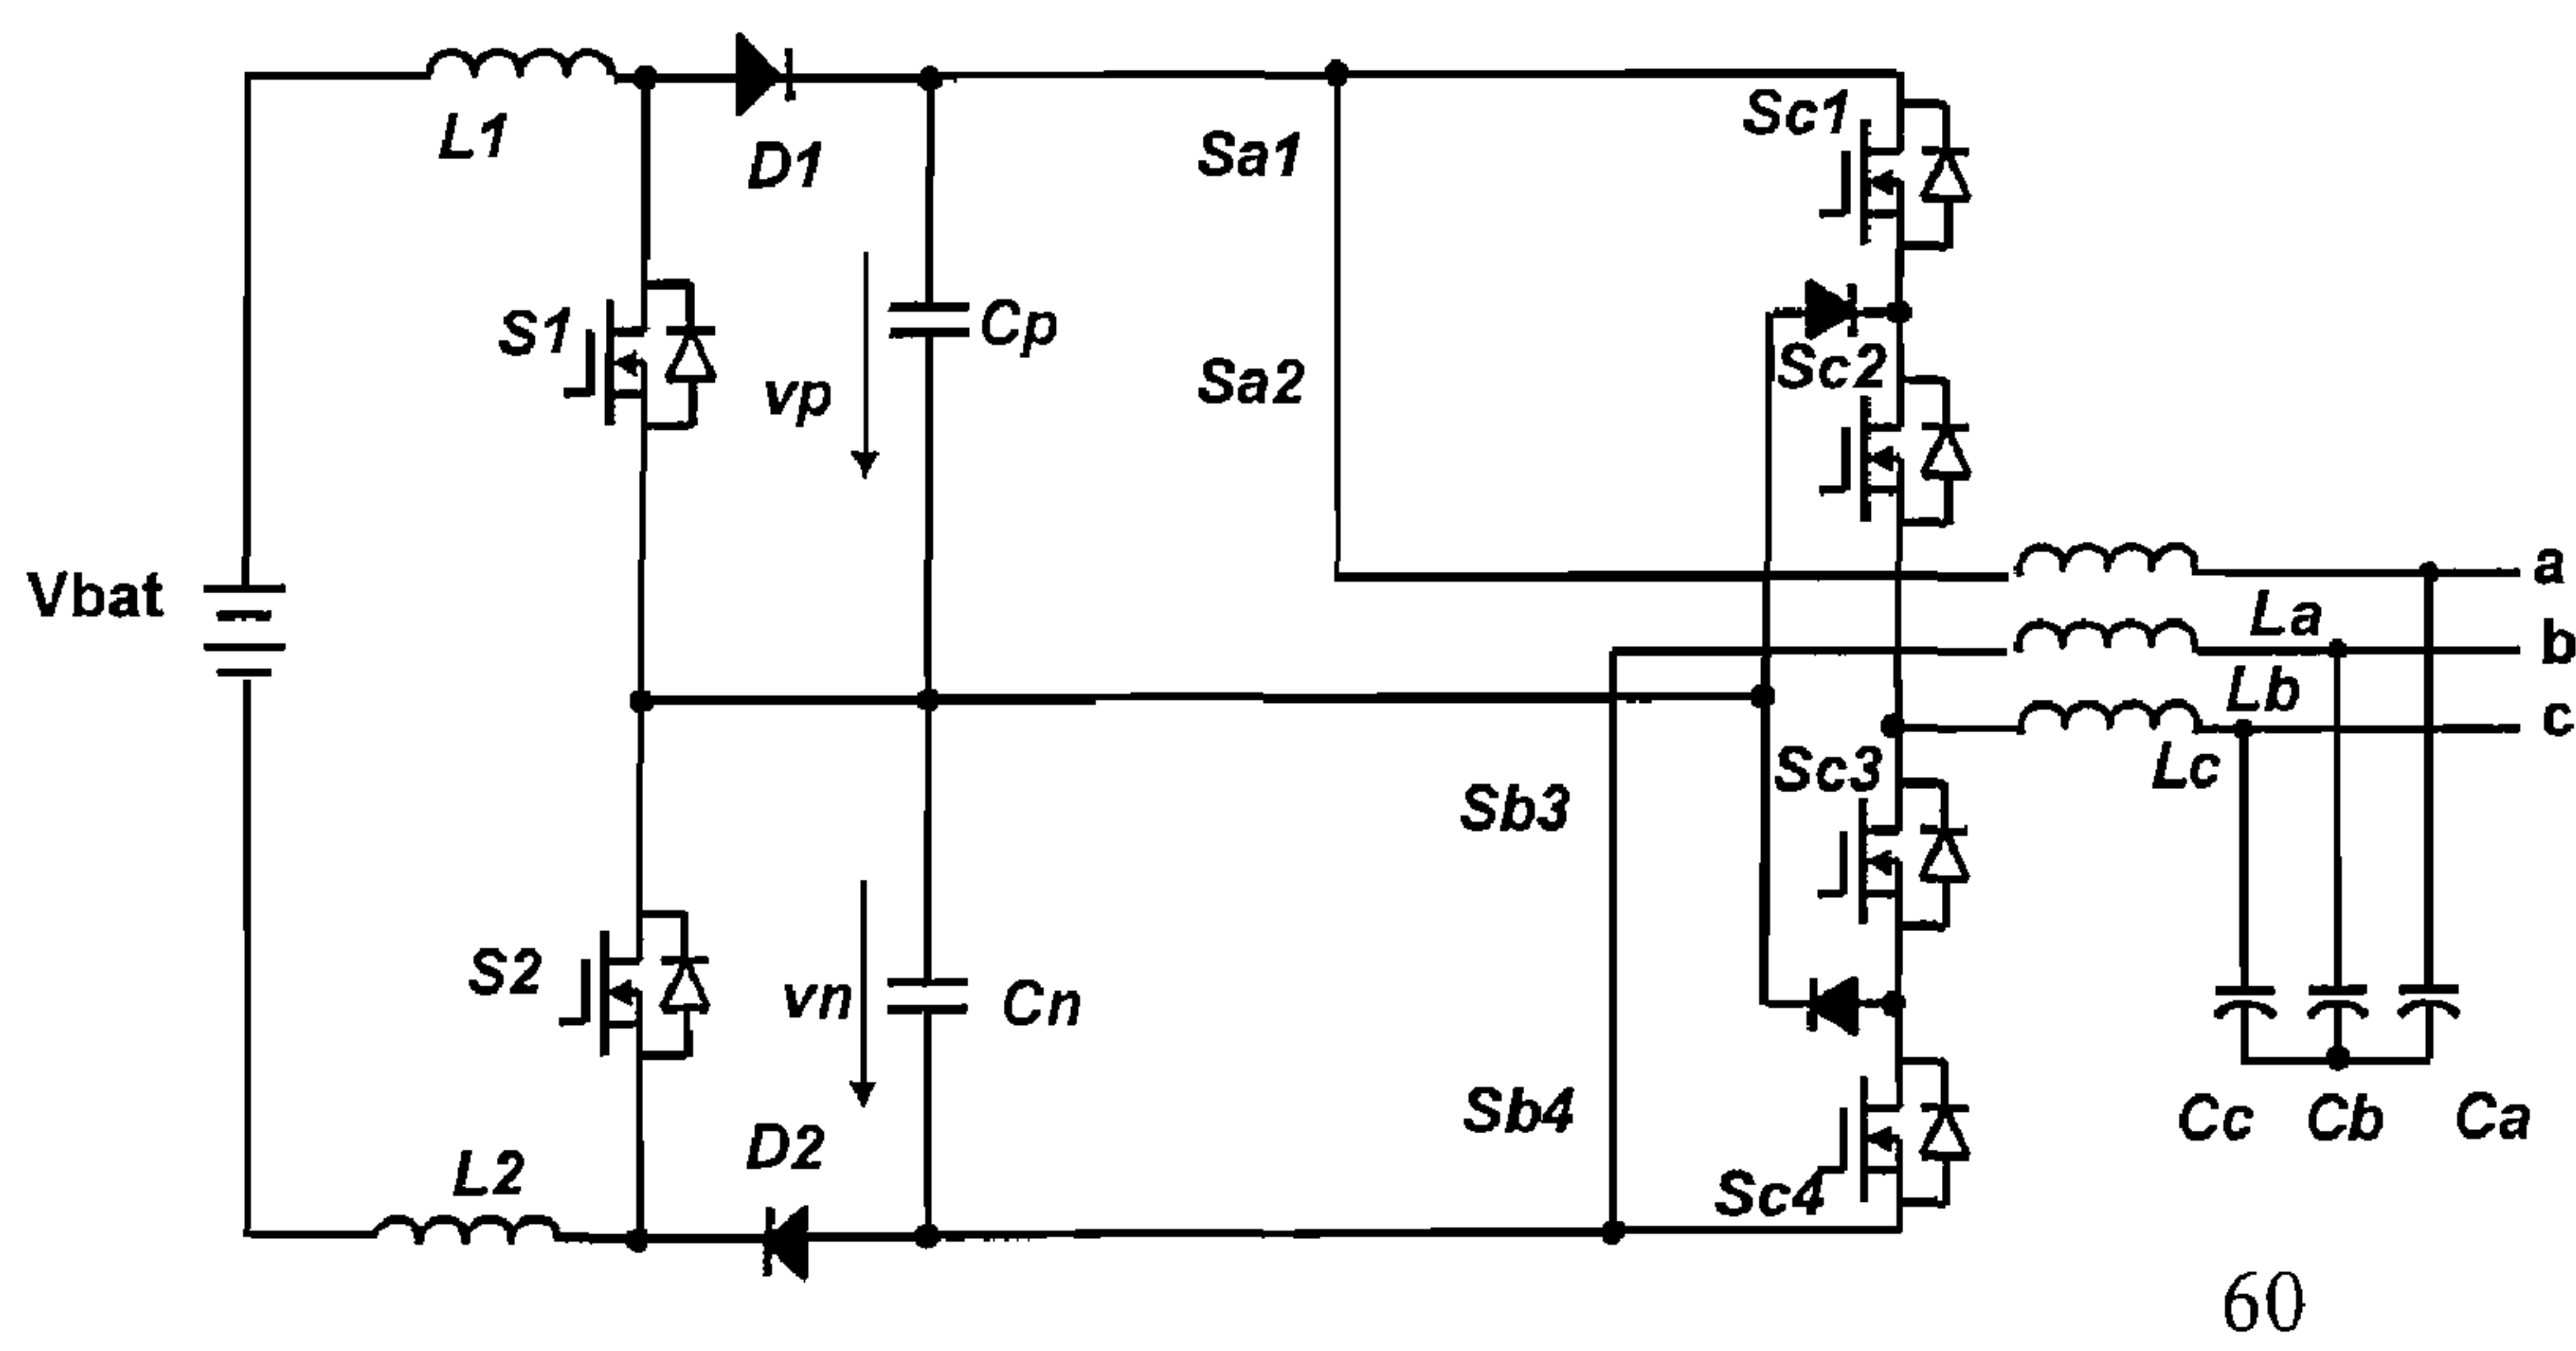 L1
D1
Sa1
Sc1
S1
Cp
vp
Sa2
Sc2
Vbat
a
La
b
Lb
c
Lc
Sb3
Sc3
S2
vn
Cn
Sb4
Sc4
D2
L2
Cc
Cb
Ca
60